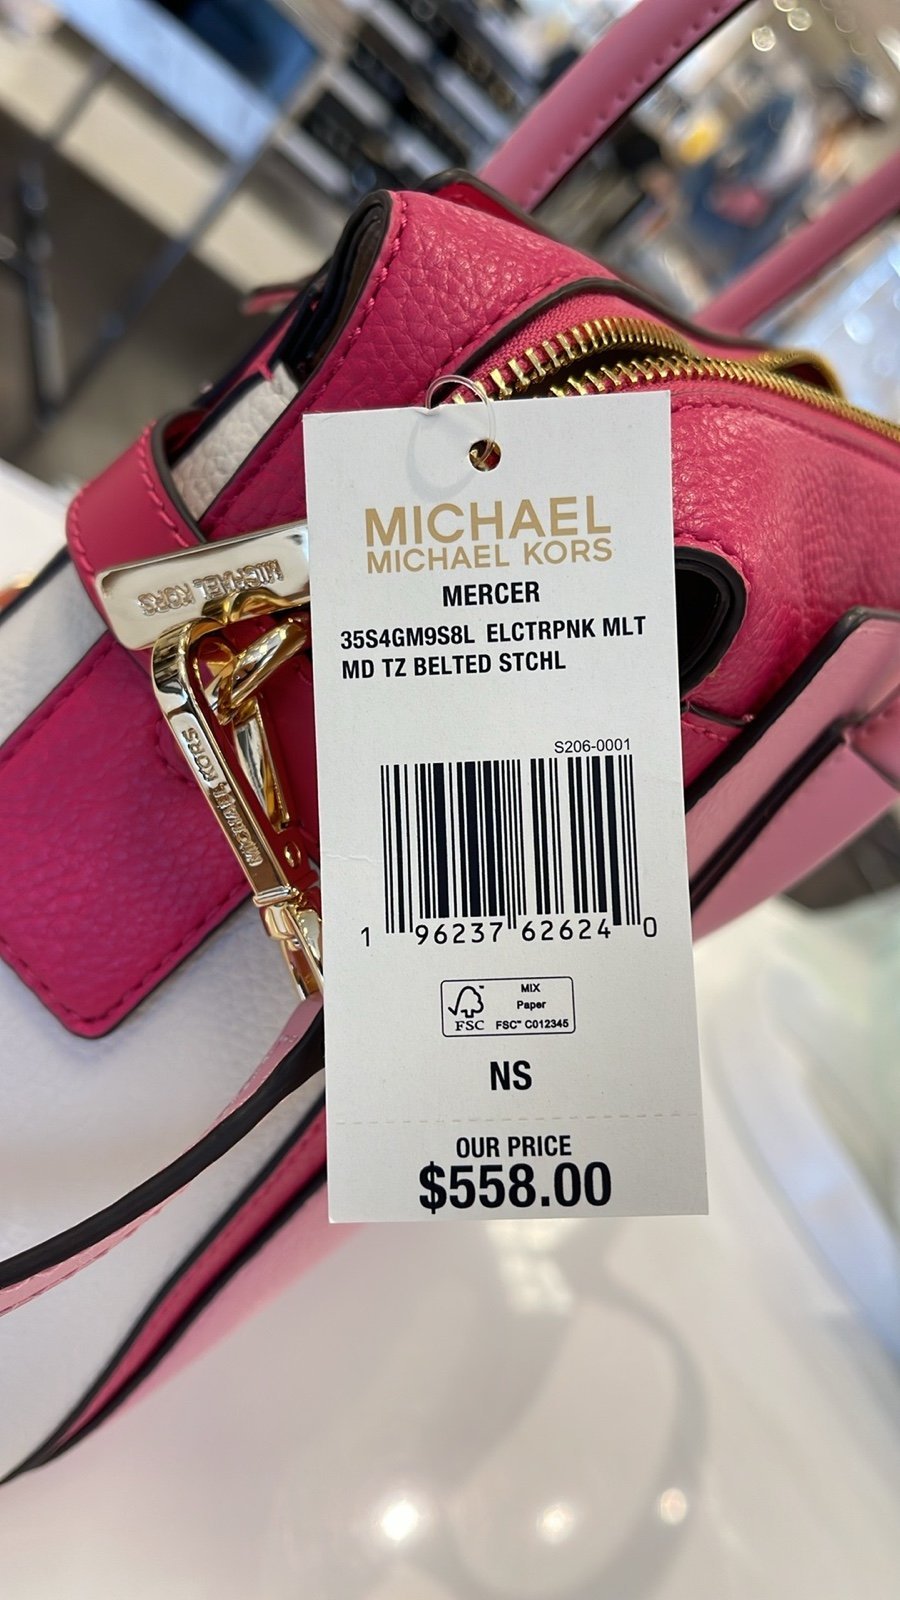 MICHAEL
MICHAEL KORS
MERCER
35S4GM9S8L ELCTRPNK MLT
MD TZ BELTED STCHL
S206-0001
1 96237 62624 0
MIX
Paper
FSC™ C012345
FSC
NS
OUR PRICE
$558.00
MICHAEL KORS
MICHAEL KORS